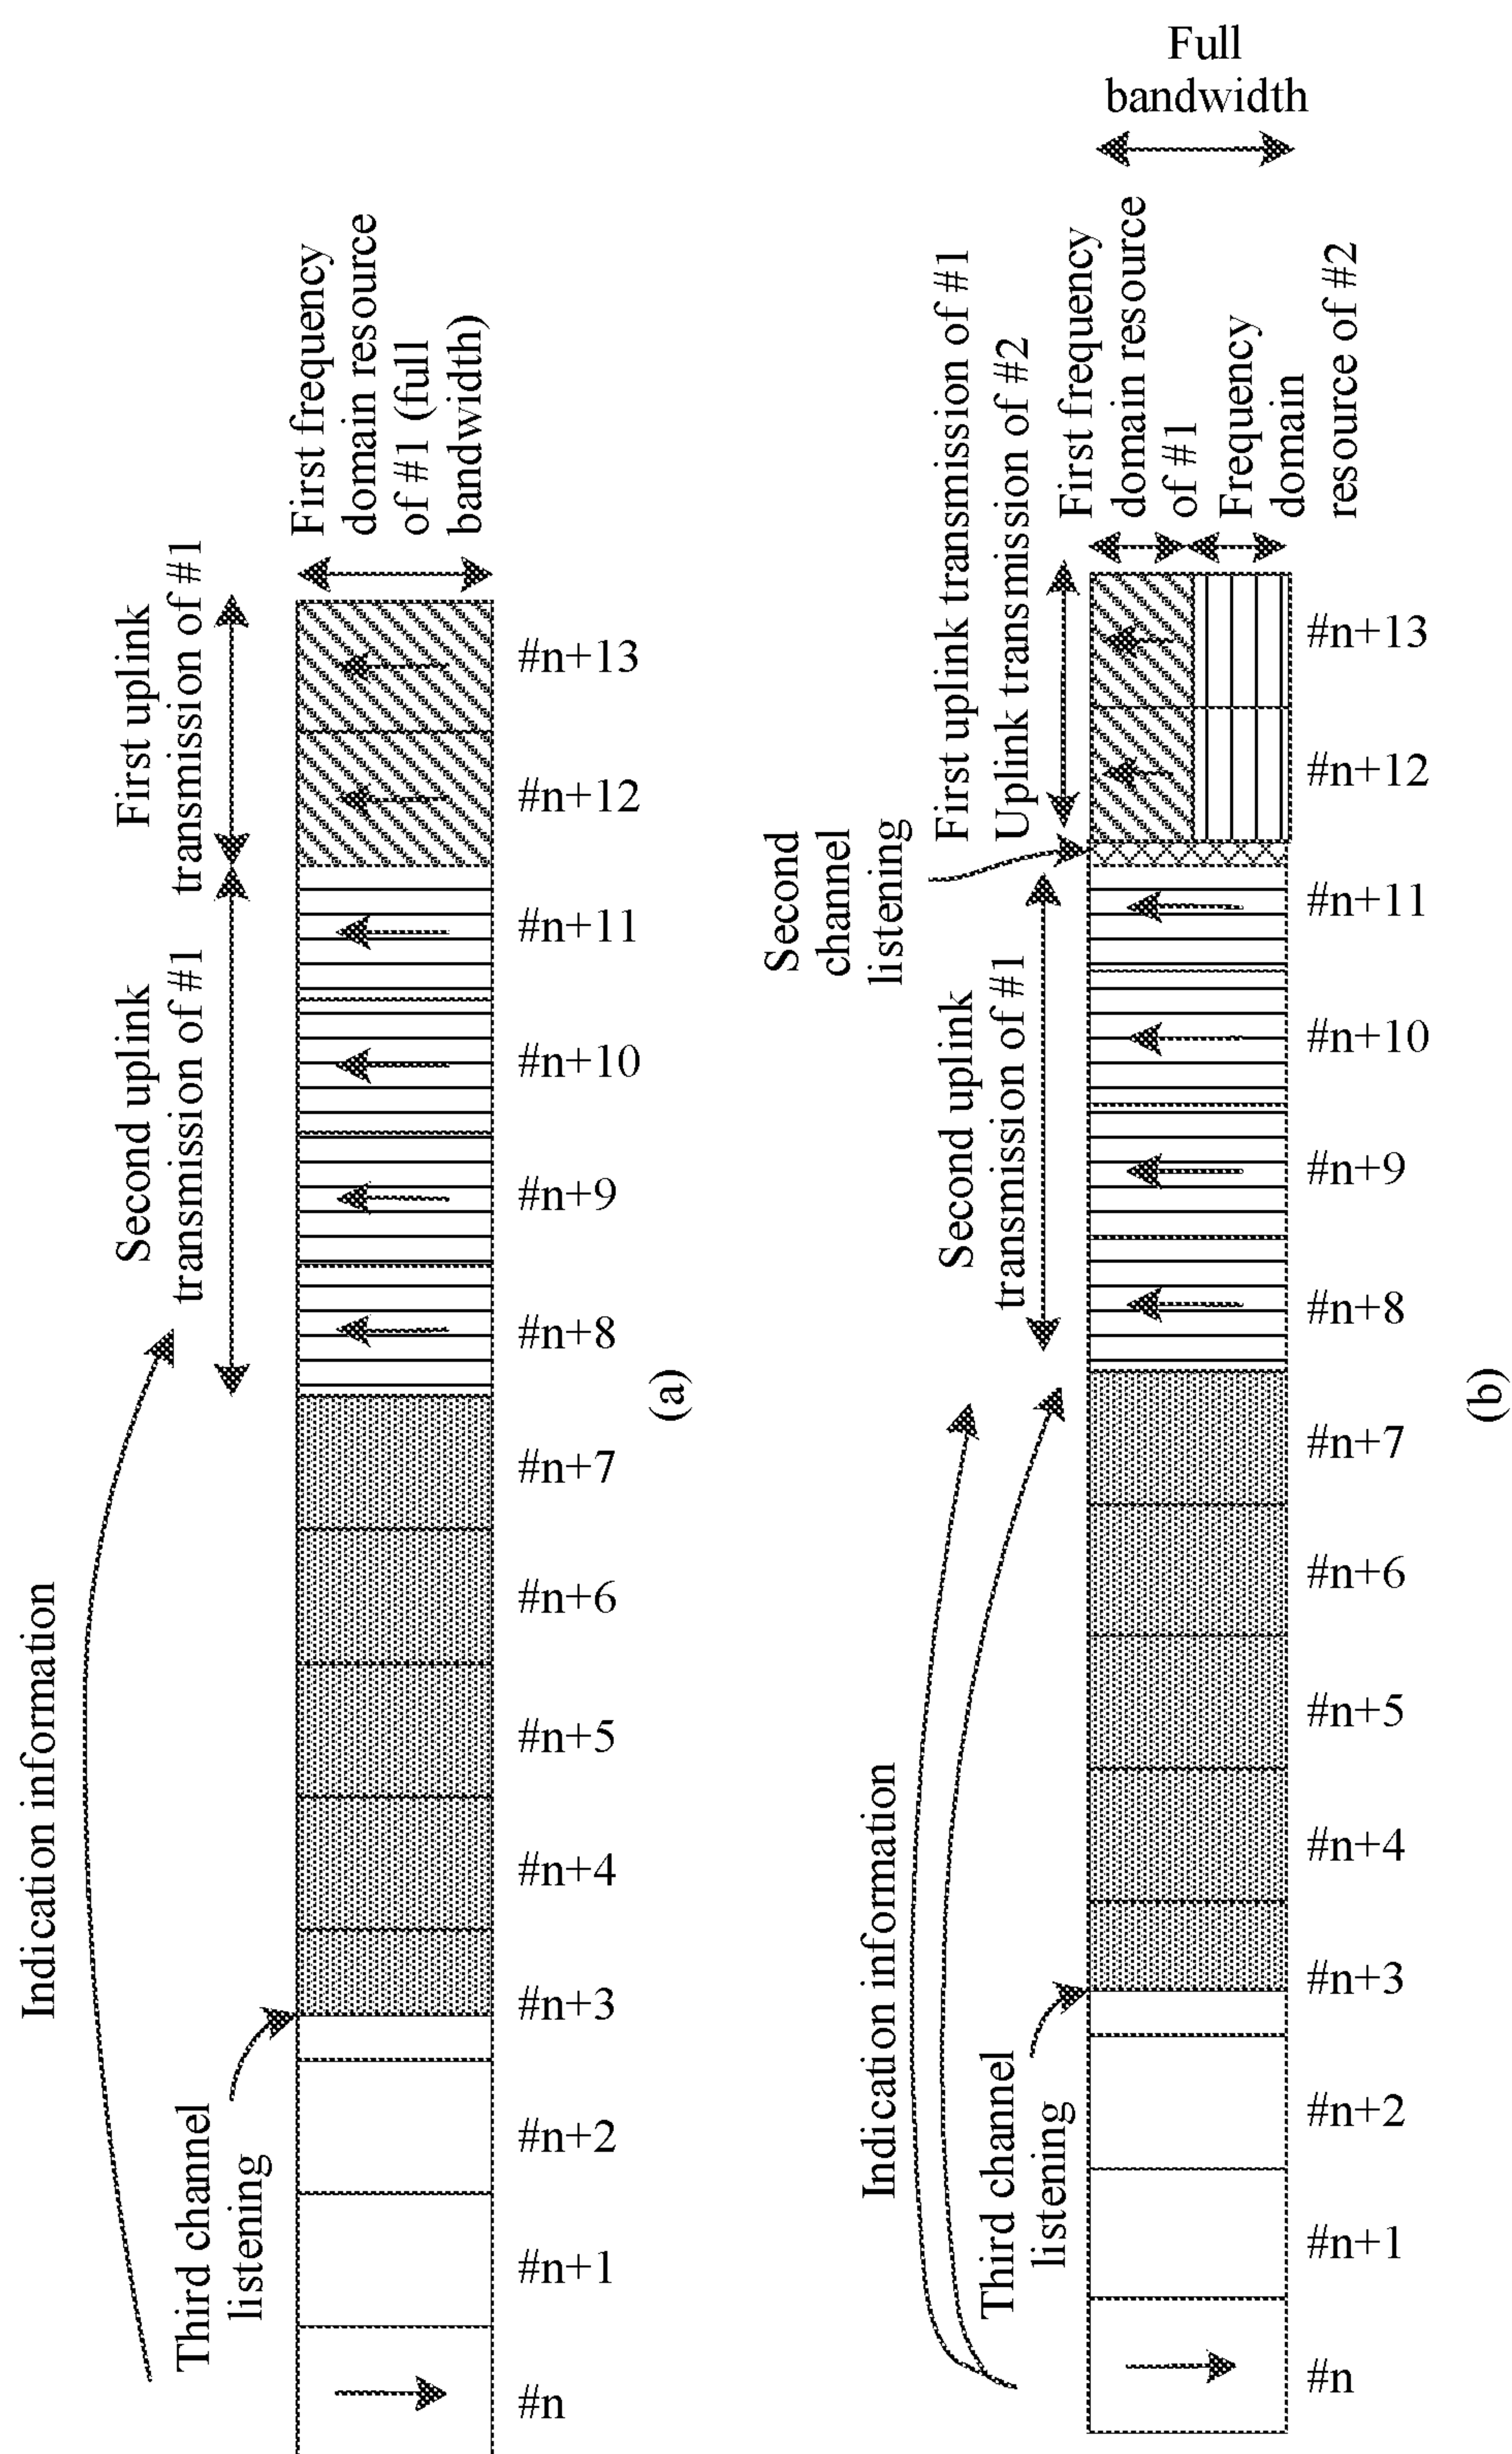 Indication information
Third channel
listening
Second uplink
transmission of #1
First uplink
transmission of #1
First frequency
domain resource
of #1 (full
bandwidth)
#n
#n+1
#n+2
#n+3
#n+4
#n+5
#n+6
#n+7
#n+8
#n+9
#n+10
#n+11
#n+12
#n+13
(a)
Indication information
Third channel
listening
Second uplink
transmission of #1
Second
channel
listening
First uplink transmission of #1
Uplink transmission of #2
First frequency
domain resource
of #1
Frequency
domain
resource of #2
Full
bandwidth
#n
#n+1
#n+2
#n+3
#n+4
#n+5
#n+6
#n+7
#n+8
#n+9
#n+10
#n+11
#n+12
#n+13
(b)